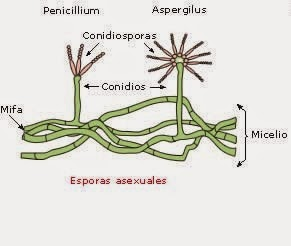 Penicillium
Aspergilus
Conidiosporas
Conidios
Mifa
Micelio
Esporas asexuales